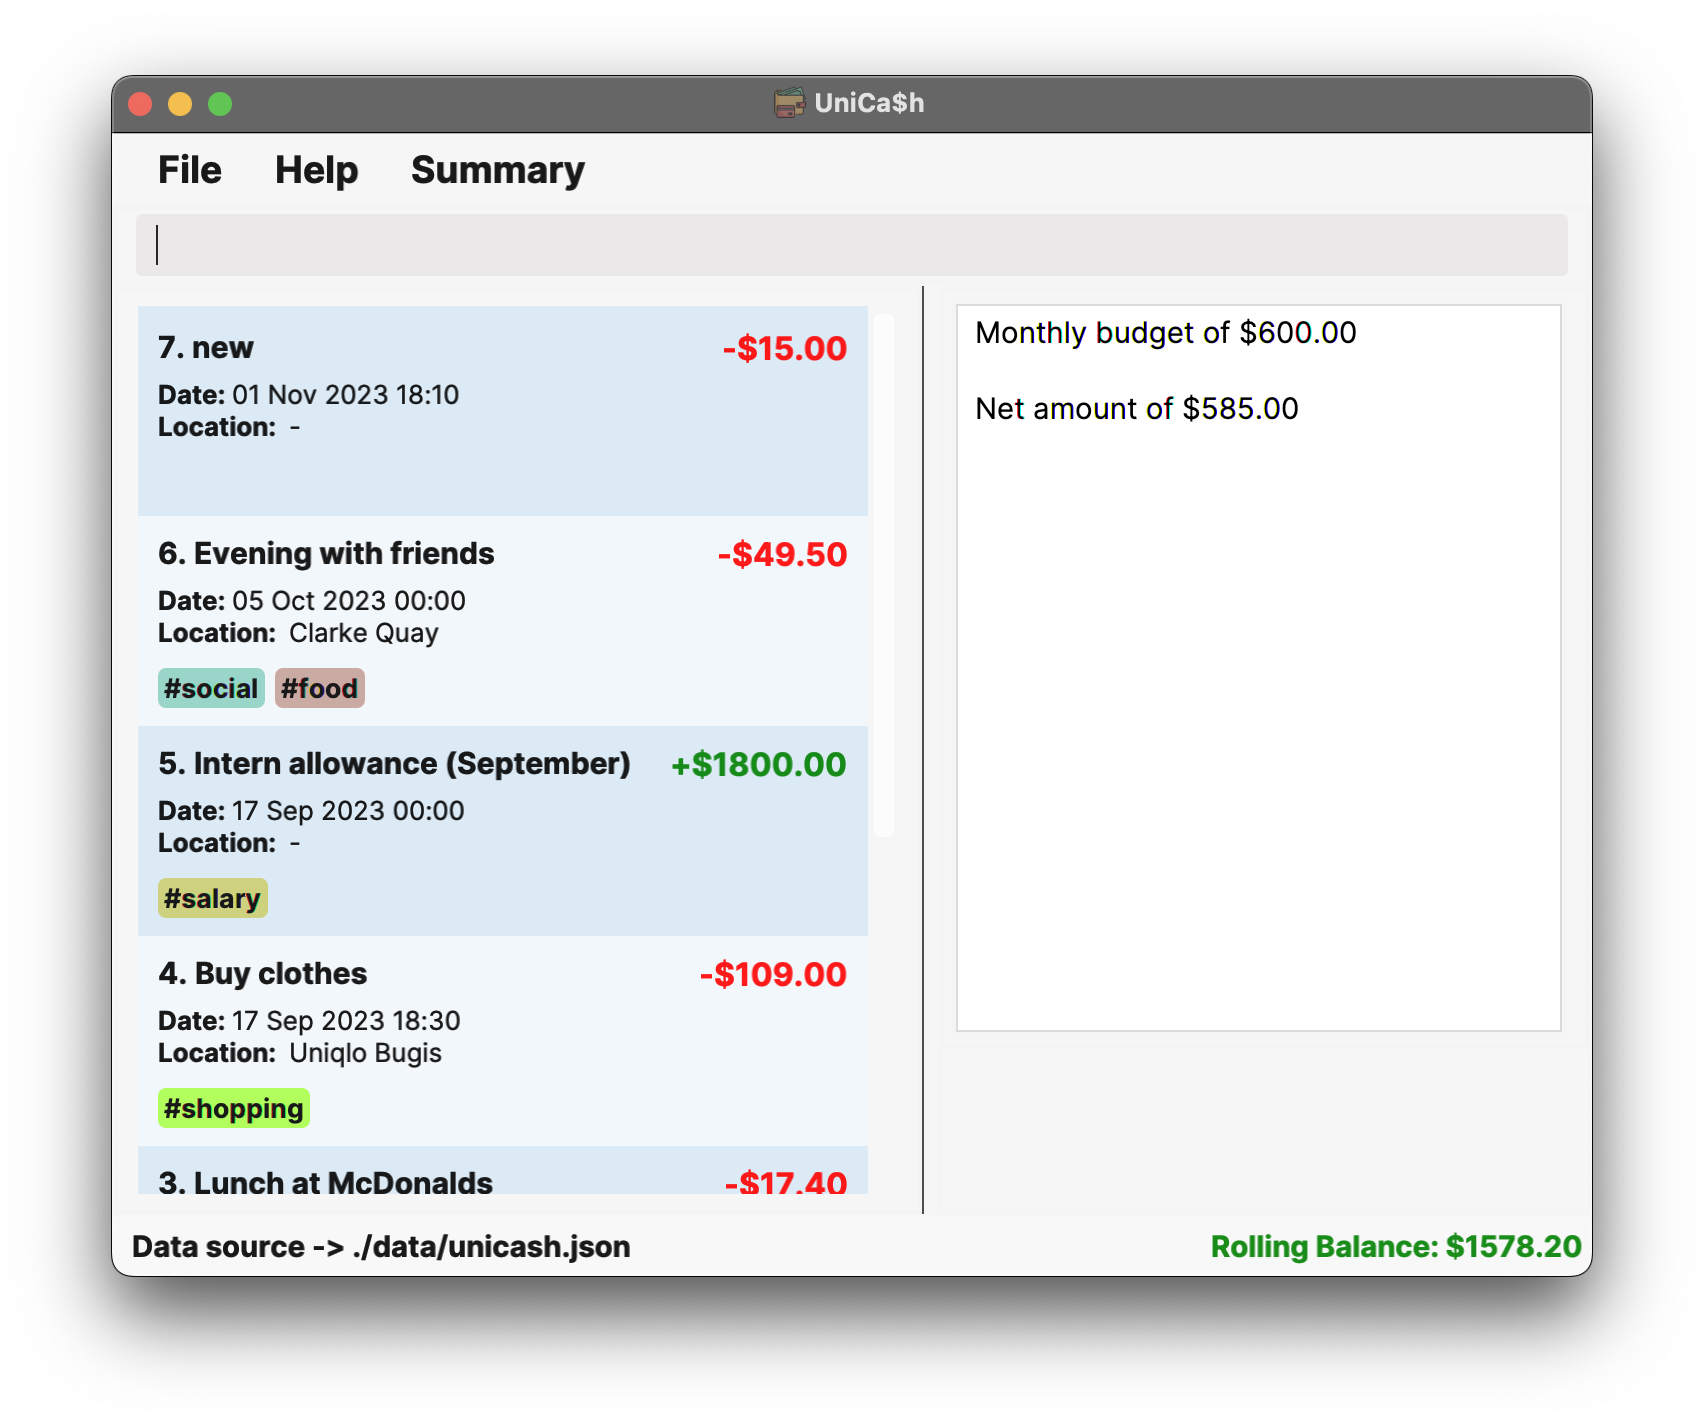 UniCa$h
File Help Summary
7. new -$15.00
Date: 01 Nov 2023 18:10
Location: -
6. Evening with friends -$49.50
Date: 05 Oct 2023 00:00
Location: Clarke Quay
#social #food
5. Intern allowance (September) +$1800.00
Date: 17 Sep 2023 00:00
Location: -
#salary
4. Buy clothes -$109.00
Date: 17 Sep 2023 18:30
Location: Uniqlo Bugis
#shopping
3. Lunch at McDonalds -$17.40
Monthly budget of $600.00
Net amount of $585.00
Data source -> ./data/unicash.json
Rolling Balance: $1578.20